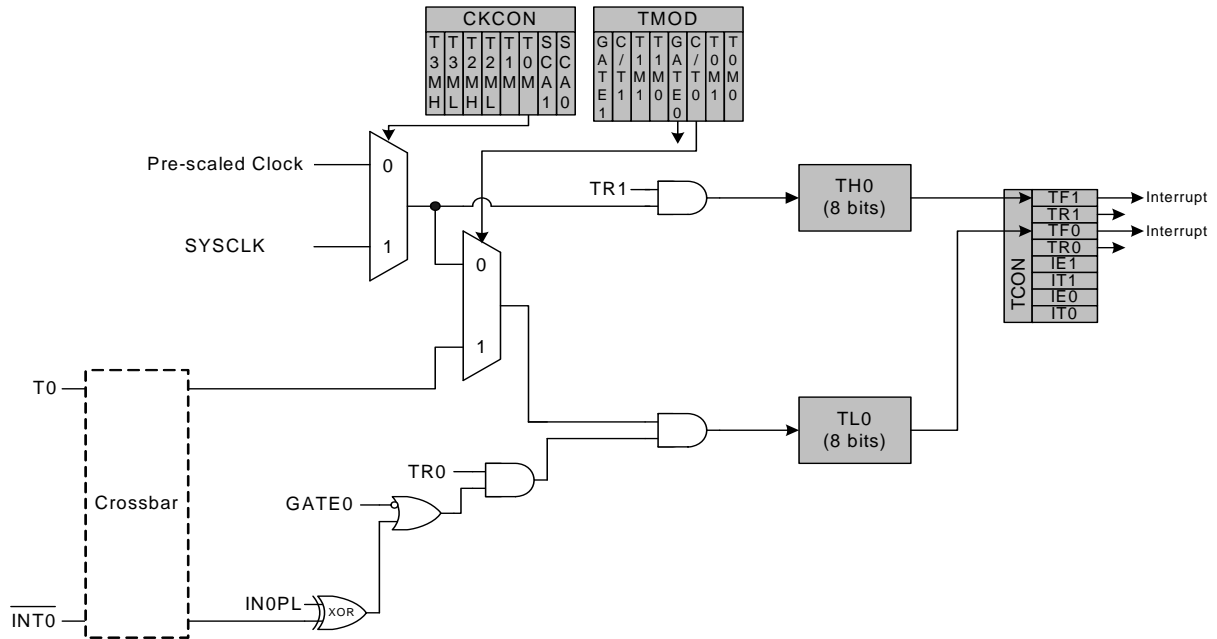 CKCON
T3MH
T3ML
T2MH
T2ML
T1M
T0M
SCA1
SCA0
TMOD
GATE1
C/T1
T1M1
T1M0
GATE0
C/T0
T0M1
T0M0
Pre-scaled Clock
0
SYSCLK
1
TR1
TH0
(8 bits)
TCON
TF1
TR1
TF0
TR0
IE1
IT1
IE0
IT0
Interrupt
Interrupt
0
1
T0
Crossbar
TL0
(8 bits)
TR0
GATE0
IN0PL
XOR
INT0